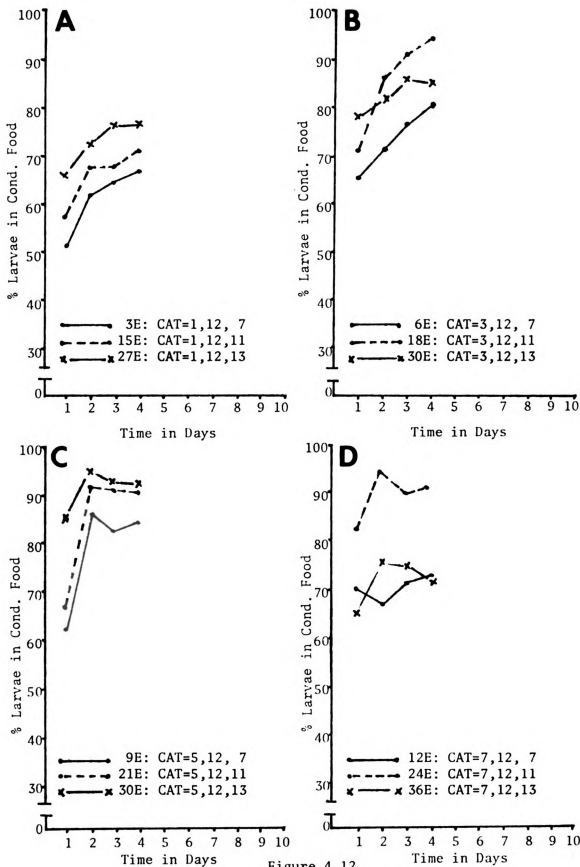 A
100
90
80
70
60
50
40
30
0
% Larvae in Cond. Food
3E: CAT=1,12, 7
15E: CAT=1,12,11
27E: CAT=1,12,13
1 2 3 4 5 6 7 8 9 10
Time in Days
B
100
90
80
70
60
50
40
30
0
% Larvae in Cond. Food
6E: CAT=3,12, 7
18E: CAT=3,12,11
30E: CAT=3,12,13
1 2 3 4 5 6 7 8 9 10
Time in Days
C
100
90
80
70
60
50
40
30
0
% Larvae in Cond. Food
9E: CAT=5,12, 7
21E: CAT=5,12,11
30E: CAT=5,12,13
1 2 3 4 5 6 7 8 9 10
Time in Days
D
100
90
80
70
60
50
40
30
0
% Larvae in Cond. Food
12E: CAT=7,12, 7
24E: CAT=7,12,11
36E: CAT=7,12,13
1 2 3 4 5 6 7 8 9 10
Time in Days
Figure 4.12